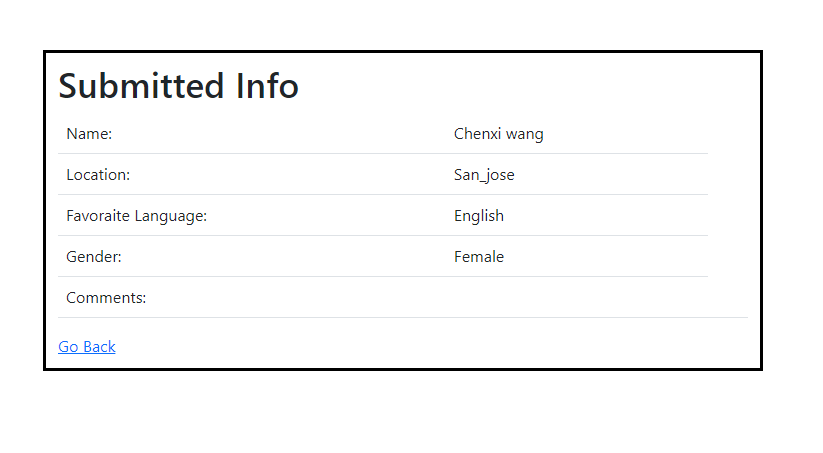 Submitted Info
Name: Chenxi wang
Location: San_jose
Favoraite Language: English
Gender: Female
Comments:
Go Back